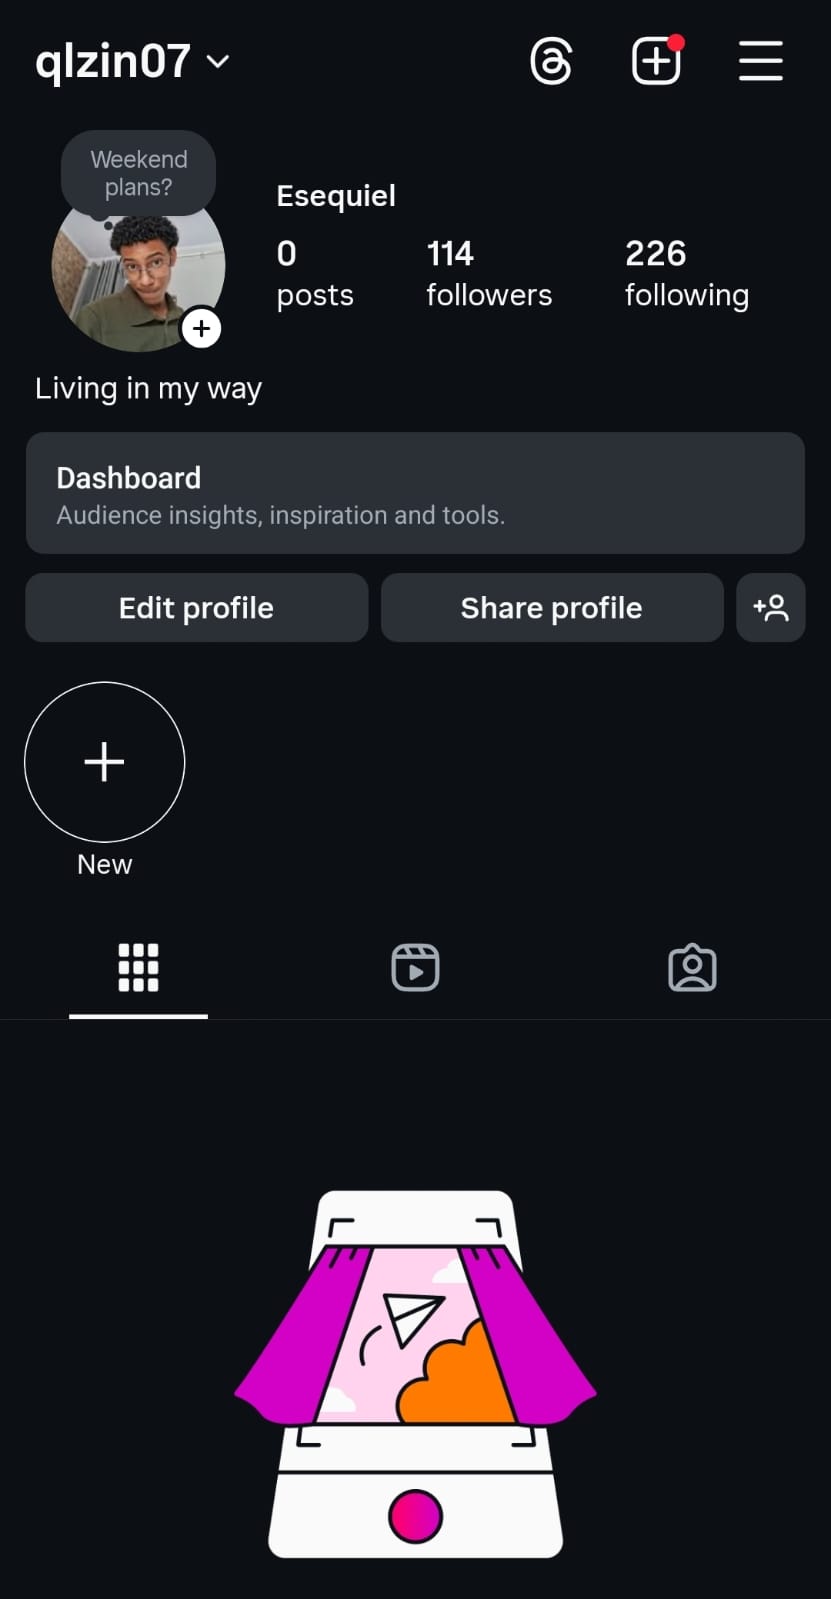 qlzin07
Weekend
plans?
Esequiel
0
posts
114
followers
226
following
Living in my way
Dashboard
Audience insights, inspiration and tools.
Edit profile
Share profile
New